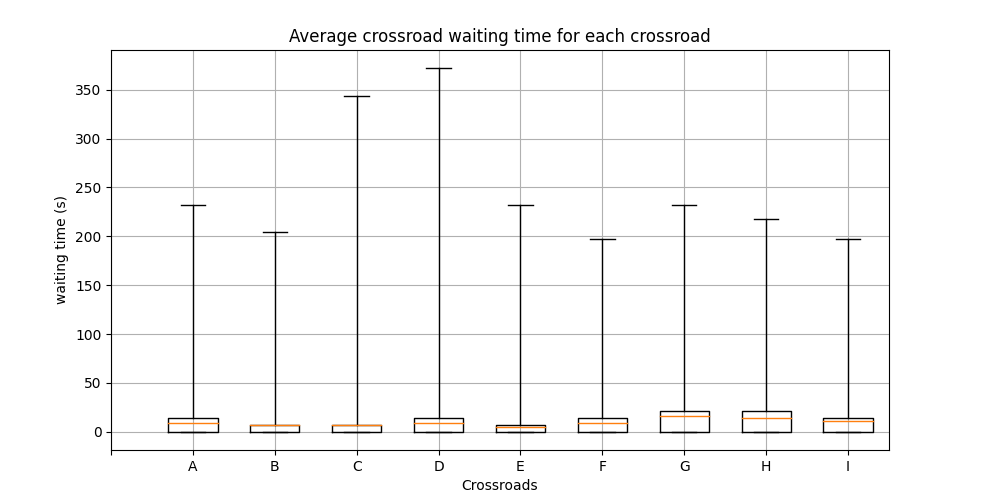 Average crossroad waiting time for each crossroad
waiting time (s)
350
300
250
200
150
100
50
0
A B C D E F G H I
Crossroads